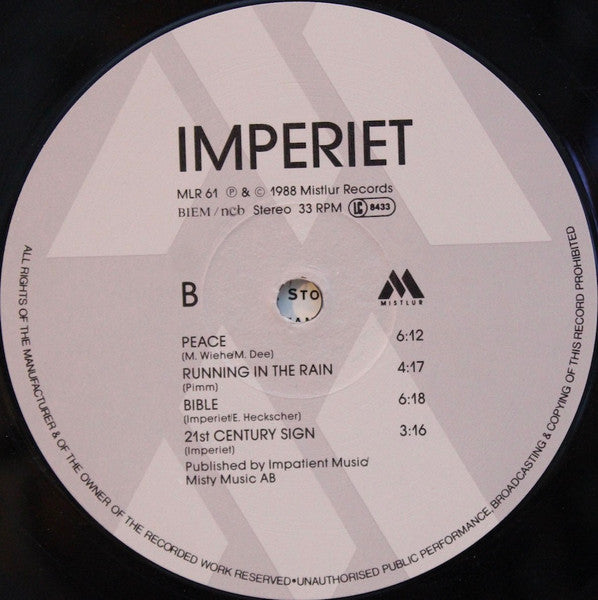 IMPERIET
MLR 61 Ⓟ & © 1988 Mistlur Records
BIEM/ncb Stereo 33 RPM LC 8433
B
STO
MISTLUR
PEACE 6:12
(M. Wiehe/M. Dee)
RUNNING IN THE RAIN 4:17
(Pimm)
BIBLE 6:18
(Imperiet/E. Heckscher)
21st CENTURY SIGN 3:16
(Imperiet)
Published by Impatient Music/
Misty Music AB
ALL RIGHTS OF THE MANUFACTURER & OF THE OWNER OF THE RECORDED WORK RESERVED•UNAUTHORISED PUBLIC PERFORMANCE, BROADCASTING & COPYING OF THIS RECORD PROHIBITED